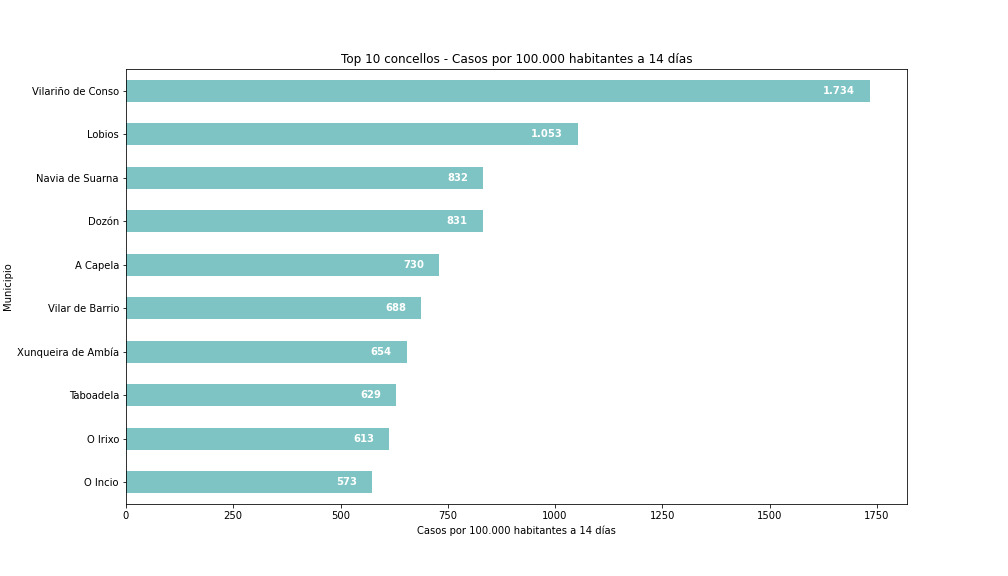 Top 10 concellos - Casos por 100.000 habitantes a 14 días
Municipio
Vilariño de Conso 1.734
Lobios 1.053
Navia de Suarna 832
Dozón 831
A Capela 730
Vilar de Barrio 688
Xunqueira de Ambía 654
Taboadela 629
O Irixo 613
O Incio 573
0 250 500 750 1000 1250 1500 1750
Casos por 100.000 habitantes a 14 días